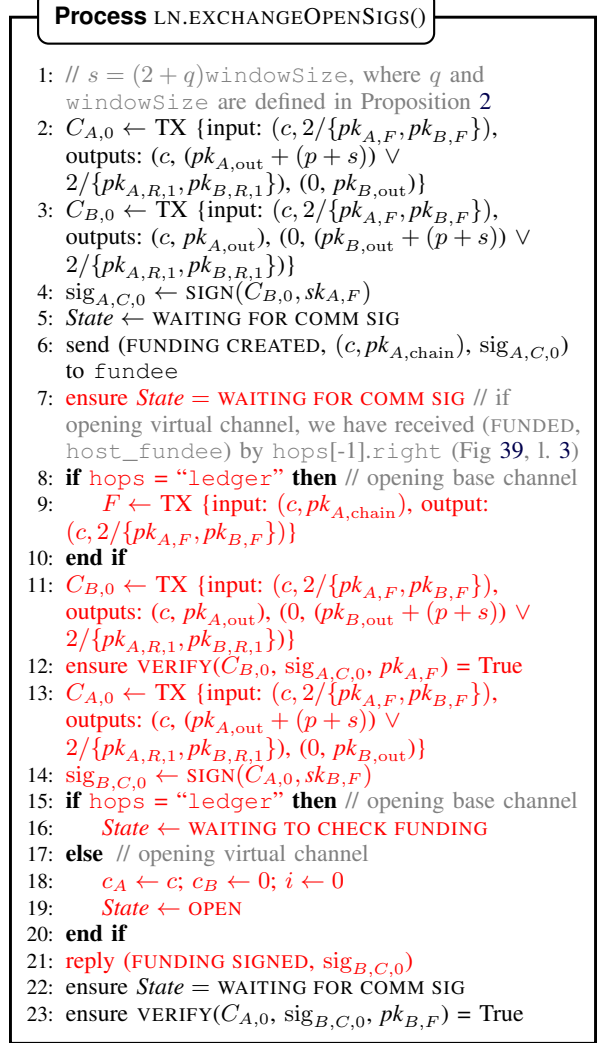 Process LN.EXCHANGEOPENSIGS()
1: // s = (2 + q)windowSize, where q and
windowSize are defined in Proposition 2
2: C_{A,0} ← TX {input: (c, 2/{pk_{A,F}, pk_{B,F}}),
outputs: (c, (pk_{A,out} + (p + s)) ∨
2/{pk_{A,R,1}, pk_{B,R,1}}), (0, pk_{B,out})}
3: C_{B,0} ← TX {input: (c, 2/{pk_{A,F}, pk_{B,F}}),
outputs: (c, pk_{A,out}), (0, (pk_{B,out} + (p + s)) ∨
2/{pk_{A,R,1}, pk_{B,R,1}})}
4: sig_{A,C,0} ← SIGN(C_{B,0}, sk_{A,F})
5: State ← WAITING FOR COMM SIG
6: send (FUNDING CREATED, (c, pk_{A,chain}), sig_{A,C,0})
to fundee
7: ensure State = WAITING FOR COMM SIG // if
opening virtual channel, we have received (FUNDED,
host_fundee) by hops[-1].right (Fig 39, l. 3)
8: if hops = “ledger” then // opening base channel
9: F ← TX {input: (c, pk_{A,chain}), output:
(c, 2/{pk_{A,F}, pk_{B,F}})}
10: end if
11: C_{B,0} ← TX {input: (c, 2/{pk_{A,F}, pk_{B,F}}),
outputs: (c, pk_{A,out}), (0, (pk_{B,out} + (p + s)) ∨
2/{pk_{A,R,1}, pk_{B,R,1}})}
12: ensure VERIFY(C_{B,0}, sig_{A,C,0}, pk_{A,F}) = True
13: C_{A,0} ← TX {input: (c, 2/{pk_{A,F}, pk_{B,F}}),
outputs: (c, (pk_{A,out} + (p + s)) ∨
2/{pk_{A,R,1}, pk_{B,R,1}}), (0, pk_{B,out})}
14: sig_{B,C,0} ← SIGN(C_{A,0}, sk_{B,F})
15: if hops = “ledger” then // opening base channel
16: State ← WAITING TO CHECK FUNDING
17: else // opening virtual channel
18: c_A ← c; c_B ← 0; i ← 0
19: State ← OPEN
20: end if
21: reply (FUNDING SIGNED, sig_{B,C,0})
22: ensure State = WAITING FOR COMM SIG
23: ensure VERIFY(C_{A,0}, sig_{B,C,0}, pk_{B,F}) = True